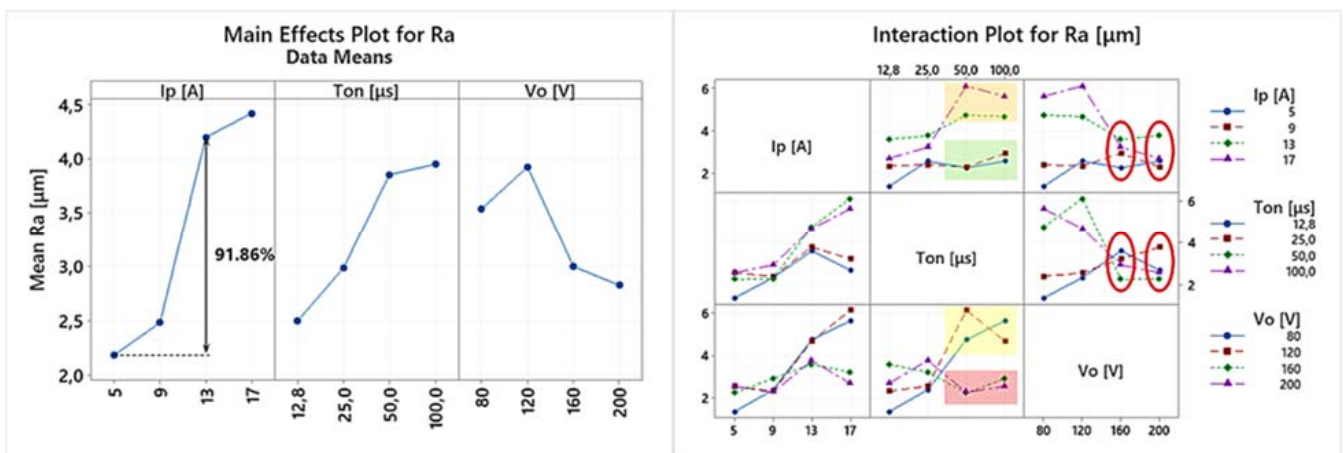 Main Effects Plot for Ra
Data Means
Ip [A] Ton [µs] Vo [V]
Mean Ra [µm]
4,5
4,0
3,5
3,0
2,5
2,0
91.86%
5 9 13 17 12,8 25,0 50,0 100,0 80 120 160 200
Interaction Plot for Ra [µm]
12,8 25,0 50,0 100,0
6
4
2
Ip [A]
Ip [A]
5
9
13
17
Ton [µs]
6
4
2
Ton [µs]
12,8
25,0
50,0
100,0
6
4
2
Vo [V]
Vo [V]
80
120
160
200
5 9 13 17 80 120 160 200